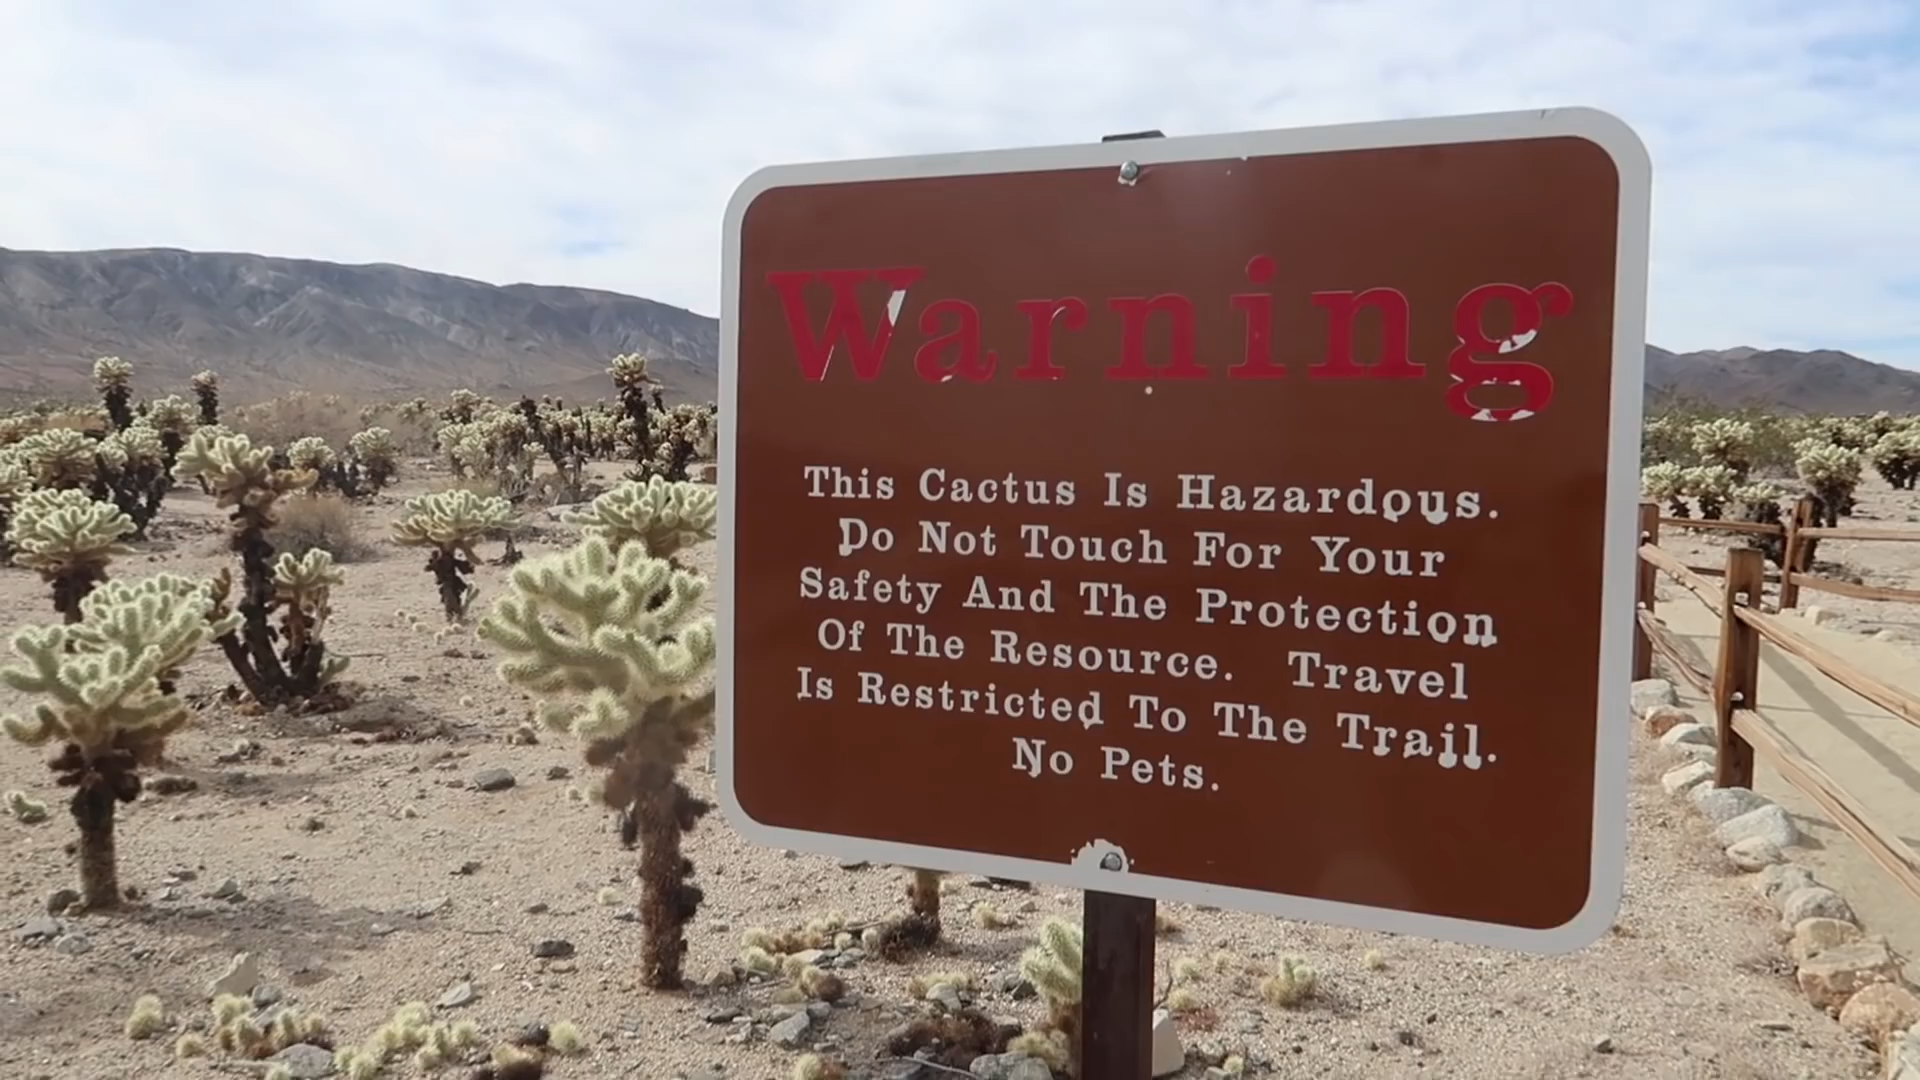 Warning
This Cactus Is Hazardous.
Do Not Touch For Your
Safety And The Protection
Of The Resource. Travel
Is Restricted To The Trail.
No Pets.